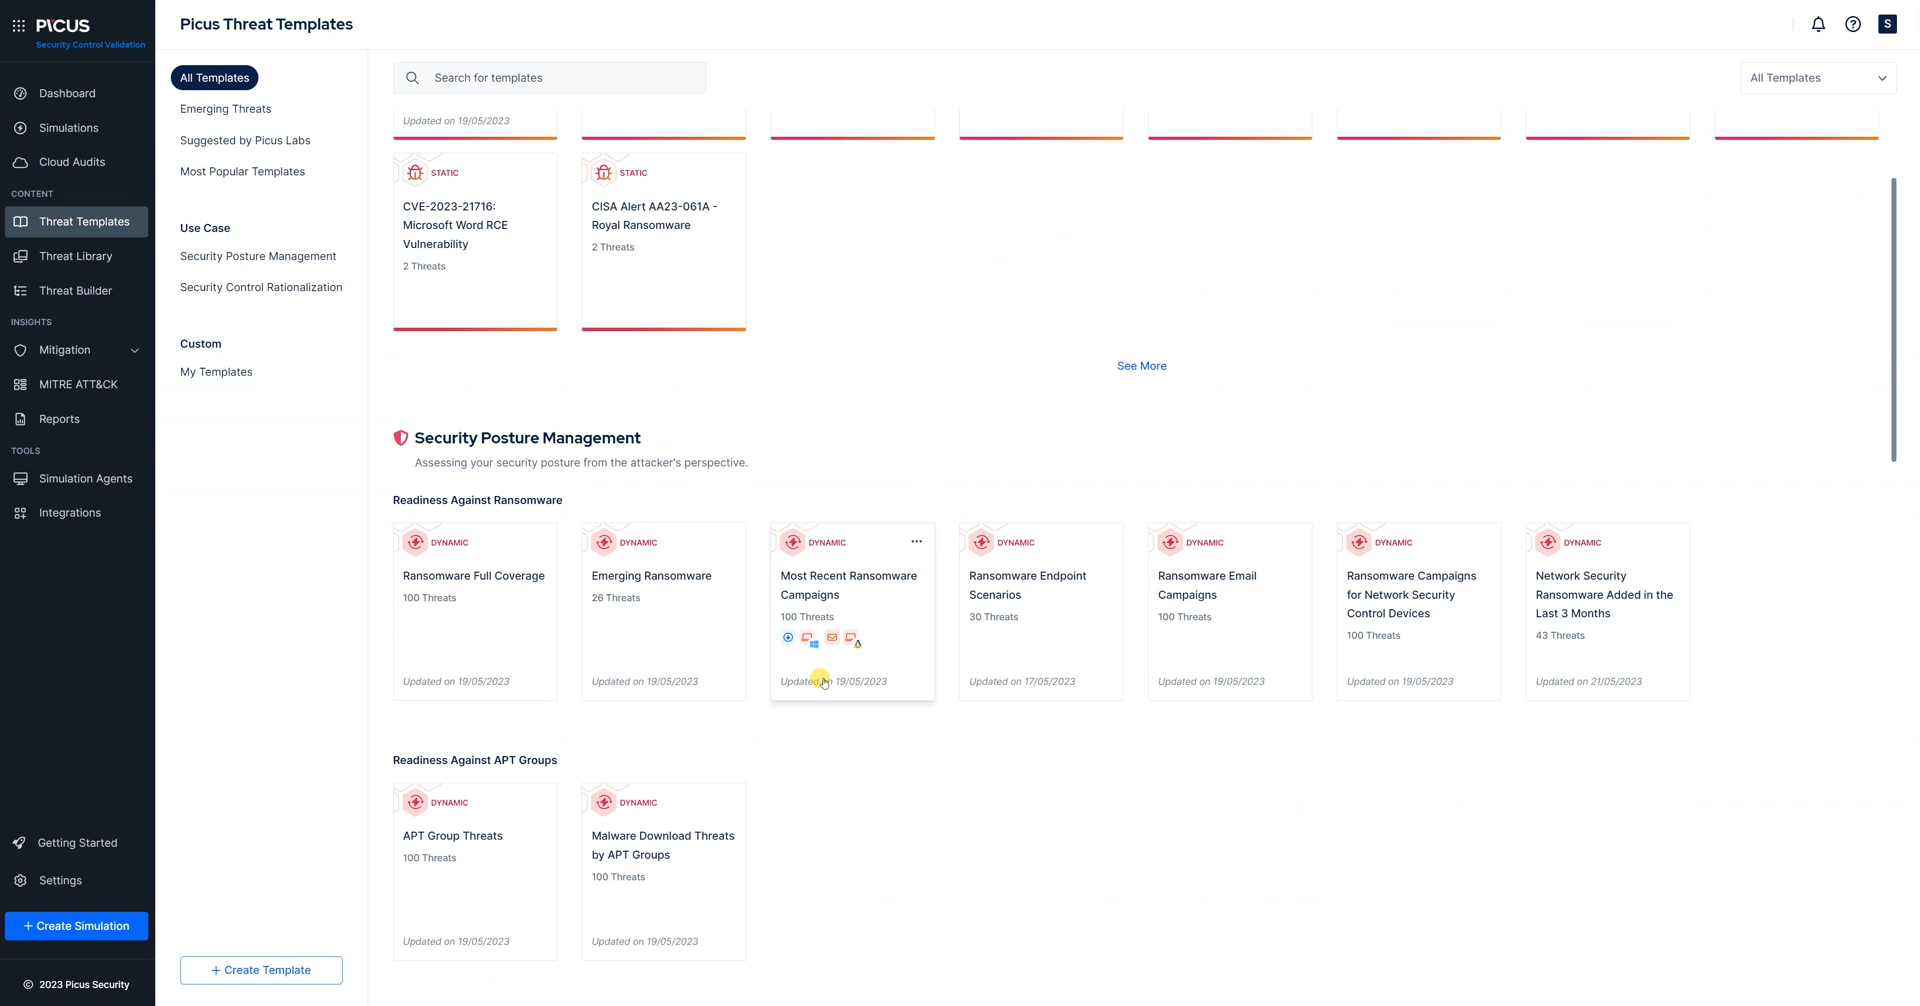 PICUS
Security Control Validation
Dashboard
Simulations
Cloud Audits
CONTENT
Threat Templates
Threat Library
Threat Builder
INSIGHTS
Mitigation
MITRE ATT&CK
Reports
TOOLS
Simulation Agents
Integrations
Getting Started
Settings
+ Create Simulation
© 2023 Picus Security
Picus Threat Templates
S
All Templates
Emerging Threats
Suggested by Picus Labs
Most Popular Templates
Use Case
Security Posture Management
Security Control Rationalization
Custom
My Templates
+ Create Template
Search for templates
All Templates
Updated on 19/05/2023
STATIC
CVE-2023-21716:
Microsoft Word RCE
Vulnerability
2 Threats
STATIC
CISA Alert AA23-061A -
Royal Ransomware
2 Threats
See More
Security Posture Management
Assessing your security posture from the attacker's perspective.
Readiness Against Ransomware
DYNAMIC
Ransomware Full Coverage
100 Threats
Updated on 19/05/2023
DYNAMIC
Emerging Ransomware
26 Threats
Updated on 19/05/2023
DYNAMIC
Most Recent Ransomware
Campaigns
100 Threats
Updated on 19/05/2023
DYNAMIC
Ransomware Endpoint
Scenarios
30 Threats
Updated on 17/05/2023
DYNAMIC
Ransomware Email
Campaigns
100 Threats
Updated on 19/05/2023
DYNAMIC
Ransomware Campaigns
for Network Security
Control Devices
100 Threats
Updated on 19/05/2023
DYNAMIC
Network Security
Ransomware Added in the
Last 3 Months
43 Threats
Updated on 21/05/2023
Readiness Against APT Groups
DYNAMIC
APT Group Threats
100 Threats
Updated on 19/05/2023
DYNAMIC
Malware Download Threats
by APT Groups
100 Threats
Updated on 19/05/2023